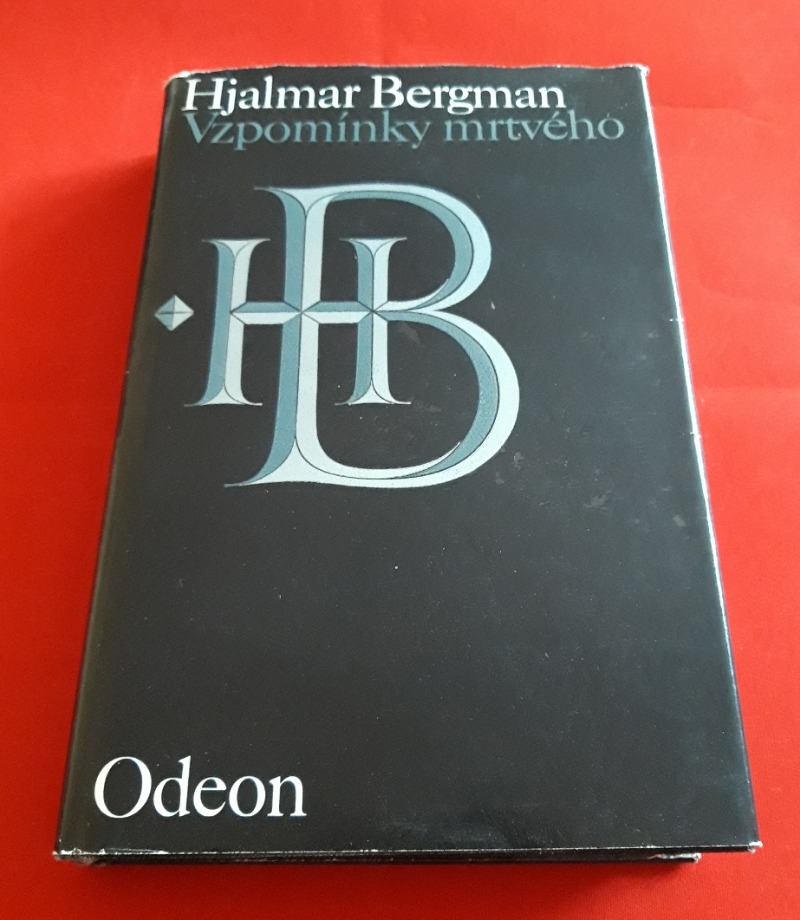 Hjalmar Bergman
Vzpomínky mrtvého
HB
Odeon